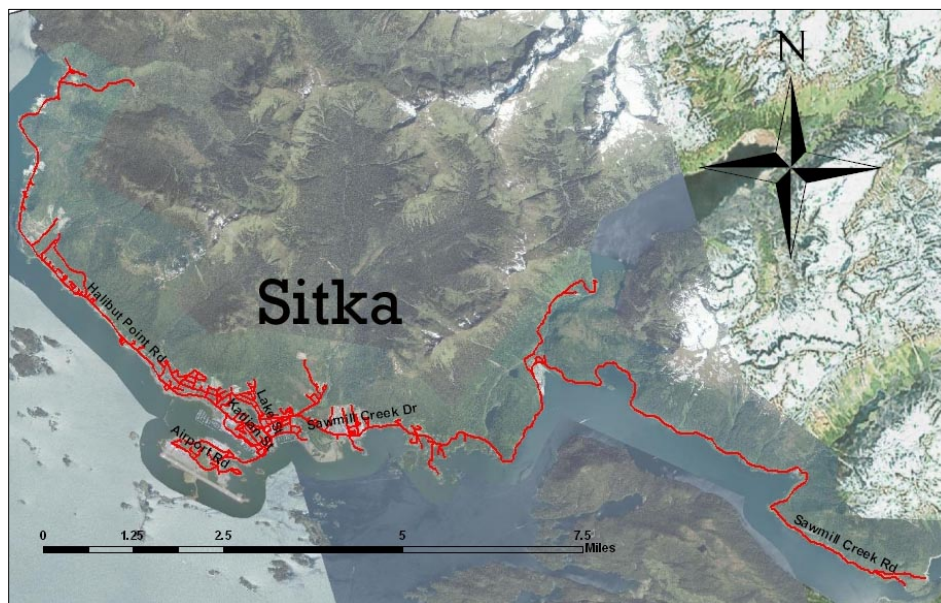 N
Sitka
Halibut Point Rd
Lake St
Katlian St
Sawmill Creek Dr
Airport Rd
Sawmill Creek Rd
0 1.25 2.5 5 7.5
Miles